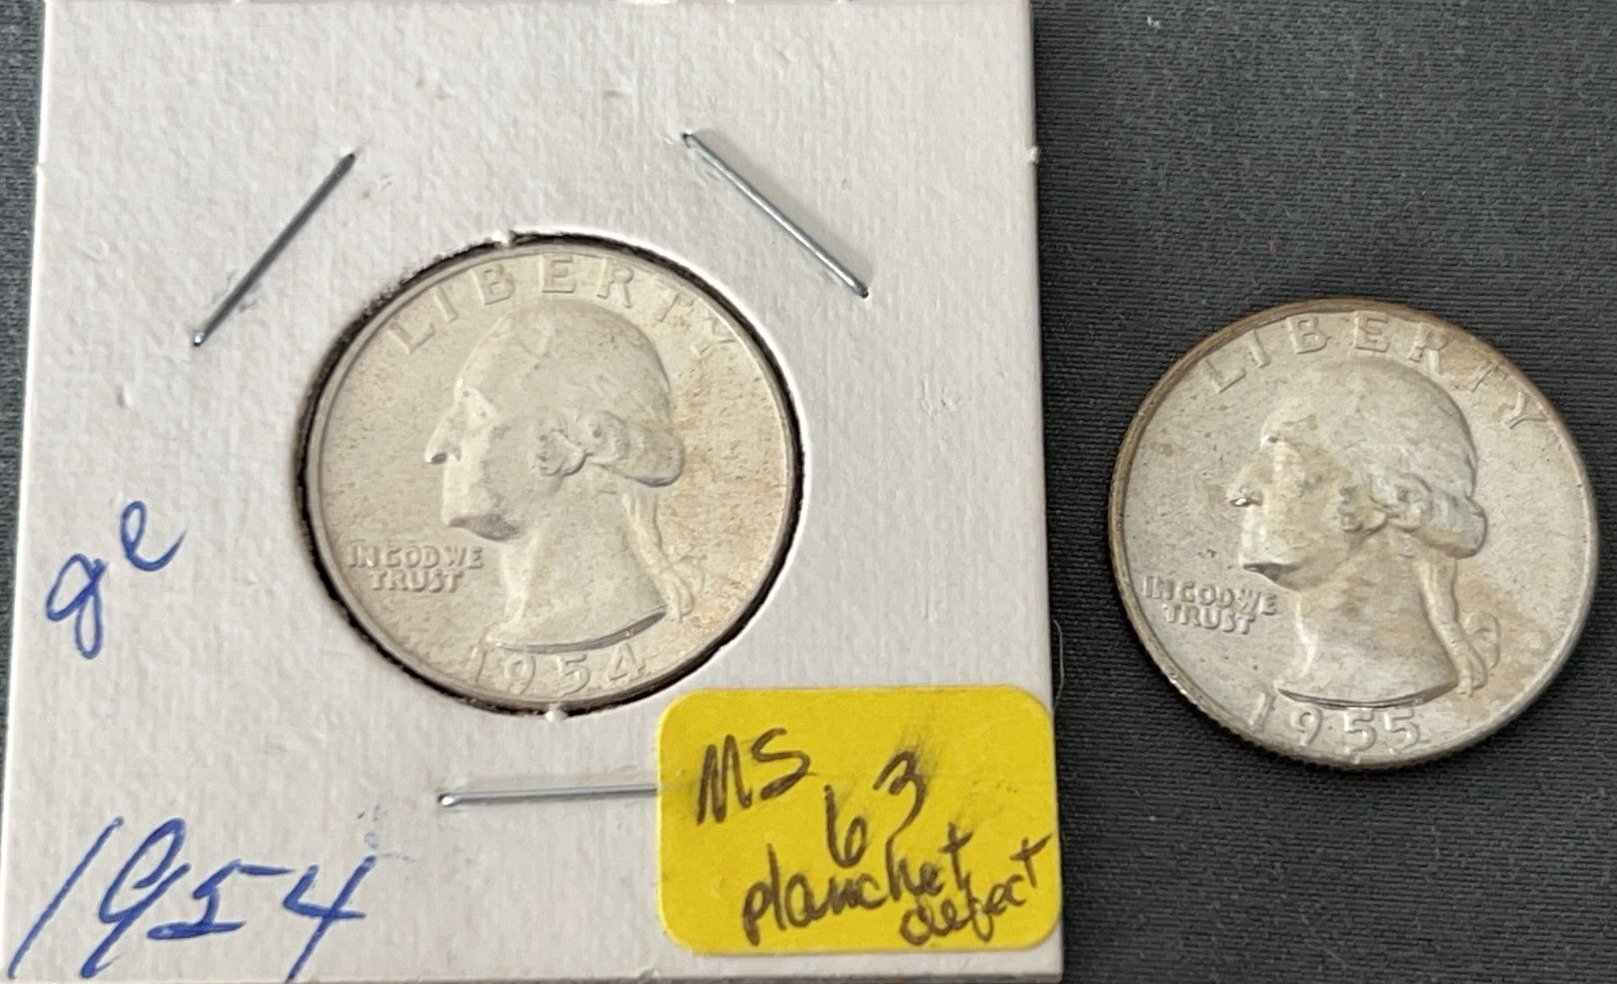 LIBERTY
IN GOD WE
TRUST
1954
ge
1954
MS
63
planchet
defect
LIBERTY
IN GOD WE
TRUST
1955